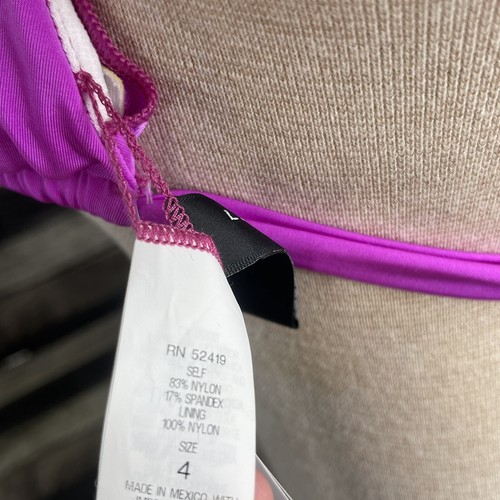 L
RN 52419
SELF
83% NYLON
17% SPANDEX
LINING
100% NYLON
SIZE
4
MADE IN MEXICO WITH